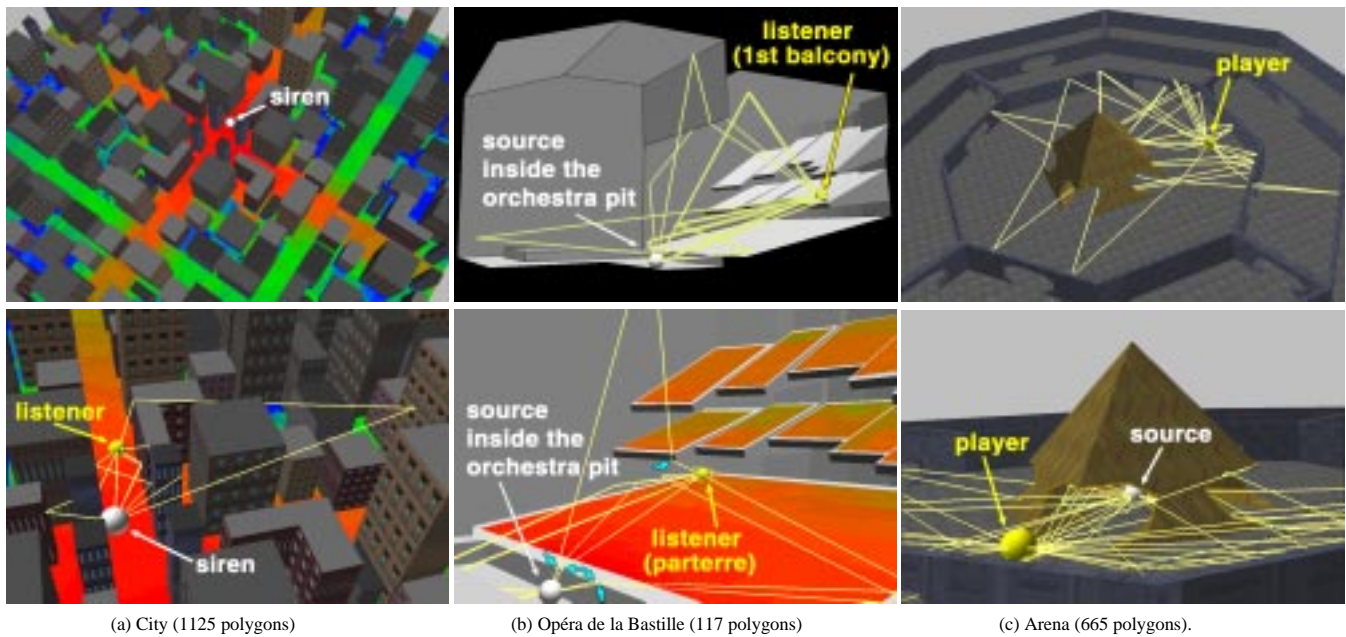 siren
listener
(1st balcony)
source
inside the
orchestra pit
player
listener
siren
source
inside the
orchestra pit
listener
(parterre)
player
source
(a) City (1125 polygons)
(b) Opéra de la Bastille (117 polygons)
(c) Arena (665 polygons).